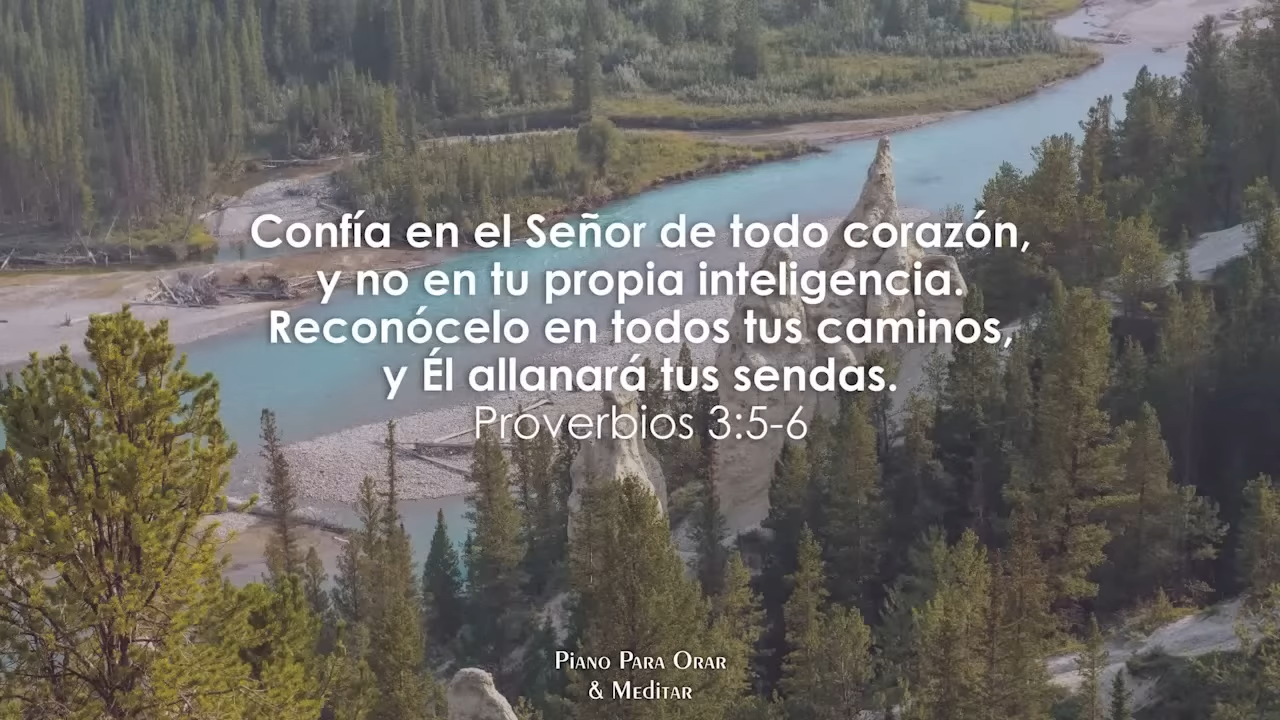 Confía en el Señor de todo corazón,
y no en tu propia inteligencia.
Reconócelo en todos tus caminos,
y Él allanará tus sendas.
Proverbios 3:5-6
Piano Para Orar
& Meditar